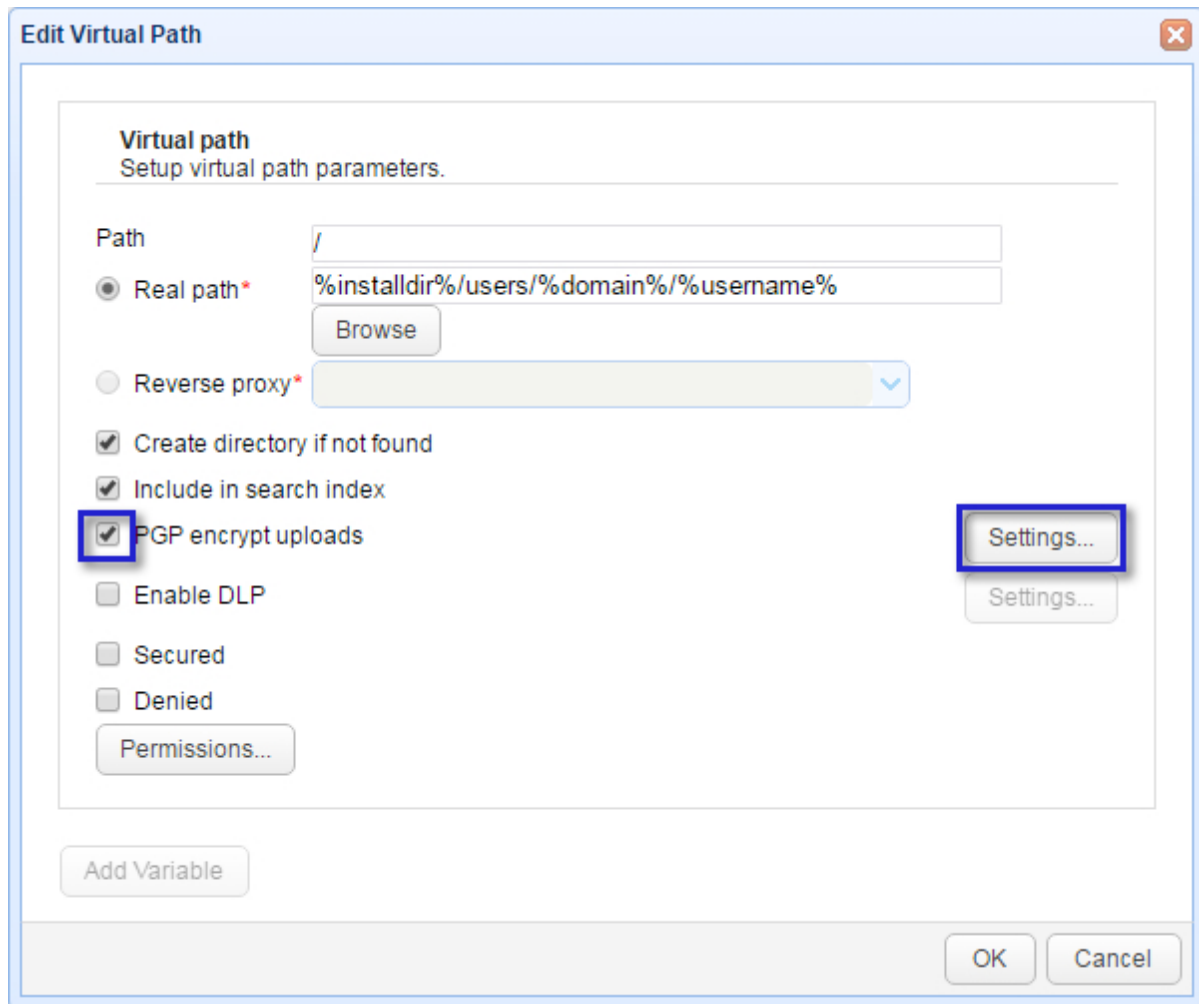 Edit Virtual Path
Virtual path
Setup virtual path parameters.
Path
/
Real path*
%installdir%/users/%domain%/%username%
Browse
Reverse proxy*
Create directory if not found
Include in search index
PGP encrypt uploads
Settings...
Enable DLP
Settings...
Secured
Denied
Permissions...
Add Variable
OK
Cancel